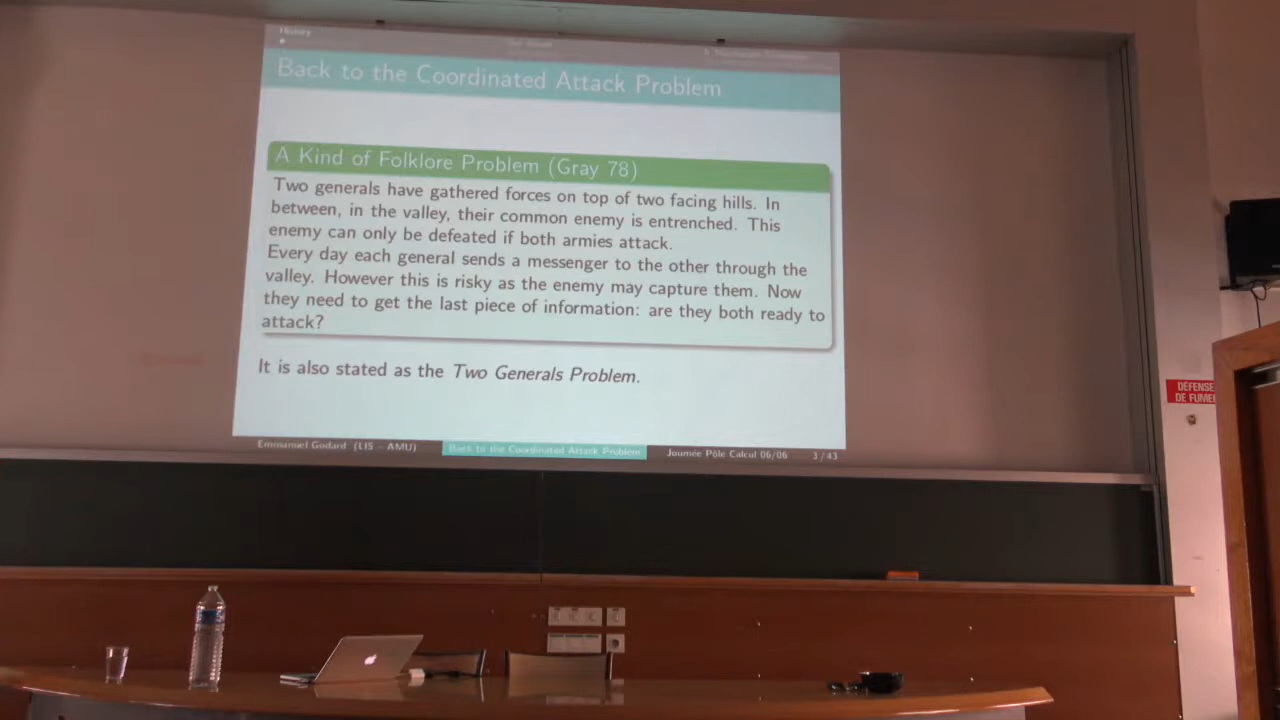 History
Back to the Coordinated Attack Problem
A Kind of Folklore Problem (Gray 78)
Two generals have gathered forces on top of two facing hills. In
between, in the valley, their common enemy is entrenched. This
enemy can only be defeated if both armies attack.
Every day each general sends a messenger to the other through the
valley. However this is risky as the enemy may capture them. Now
they need to get the last piece of information: are they both ready to
attack?
It is also stated as the Two Generals Problem.
Emmanuel Godard (LIS - AMU)
Back to the Coordinated Attack Problem
Journée Pôle Calcul 06/06
3 / 43
DÉFENSE
DE FUME